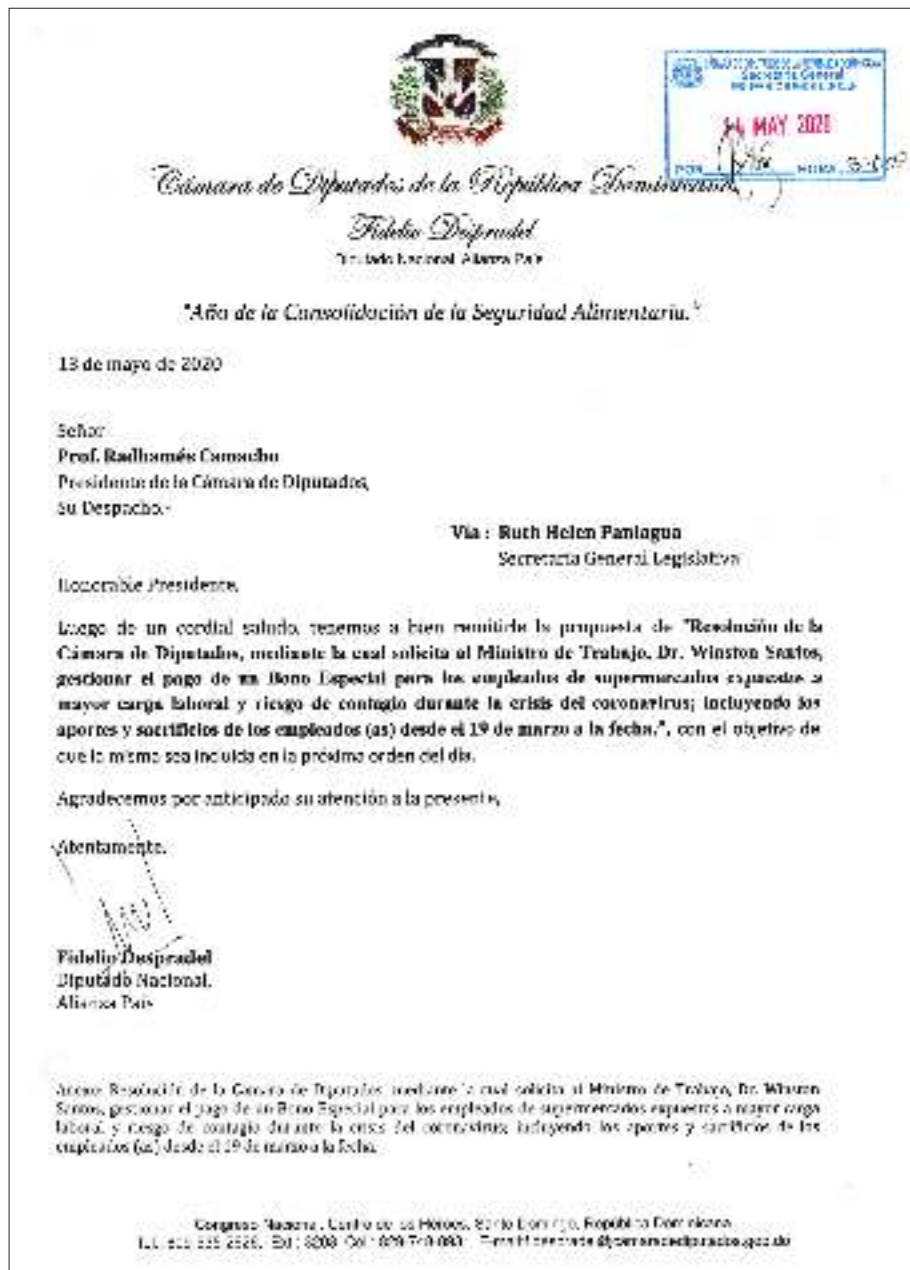 Secretaría General
MAY 2020
POR HORA
Cámara de Diputados de la República Dominicana
Fidelio Despradel
Diputado Nacional, Alianza País
"Año de la Consolidación de la Seguridad Alimentaria."
13 de mayo de 2020
Señor
Prof. Radhamés Camacho
Presidente de la Cámara de Diputados,
Su Despacho.-
Vía : Ruth Helen Paniagua
Secretaria General Legislativa
Honorable Presidente,
Luego de un cordial saludo, tenemos a bien remitirle la propuesta de "Resolución de la
Cámara de Diputados, mediante la cual solicita al Ministro de Trabajo, Dr. Winston Santos,
gestionar el pago de un Bono Especial para los empleados de supermercados expuestos a
mayor carga laboral y riesgo de contagio durante la crisis del coronavirus; incluyendo los
aportes y sacrificios de los empleados (as) desde el 19 de marzo a la fecha.", con el objetivo de
que la misma sea incluida en la próxima orden del día.
Agradecemos por anticipado su atención a la presente,
Atentamente,
Fidelio Despradel
Diputado Nacional,
Alianza País
Anexo: Resolución de la Cámara de Diputados, mediante la cual solicita al Ministro de Trabajo, Dr. Winston
Santos, gestionar el pago de un Bono Especial para los empleados de supermercados expuestos a mayor carga
laboral y riesgo de contagio durante la crisis del coronavirus; incluyendo los aportes y sacrificios de los
empleados (as) desde el 19 de marzo a la fecha.
Congreso Nacional, Centro de los Héroes, Santo Domingo, República Dominicana